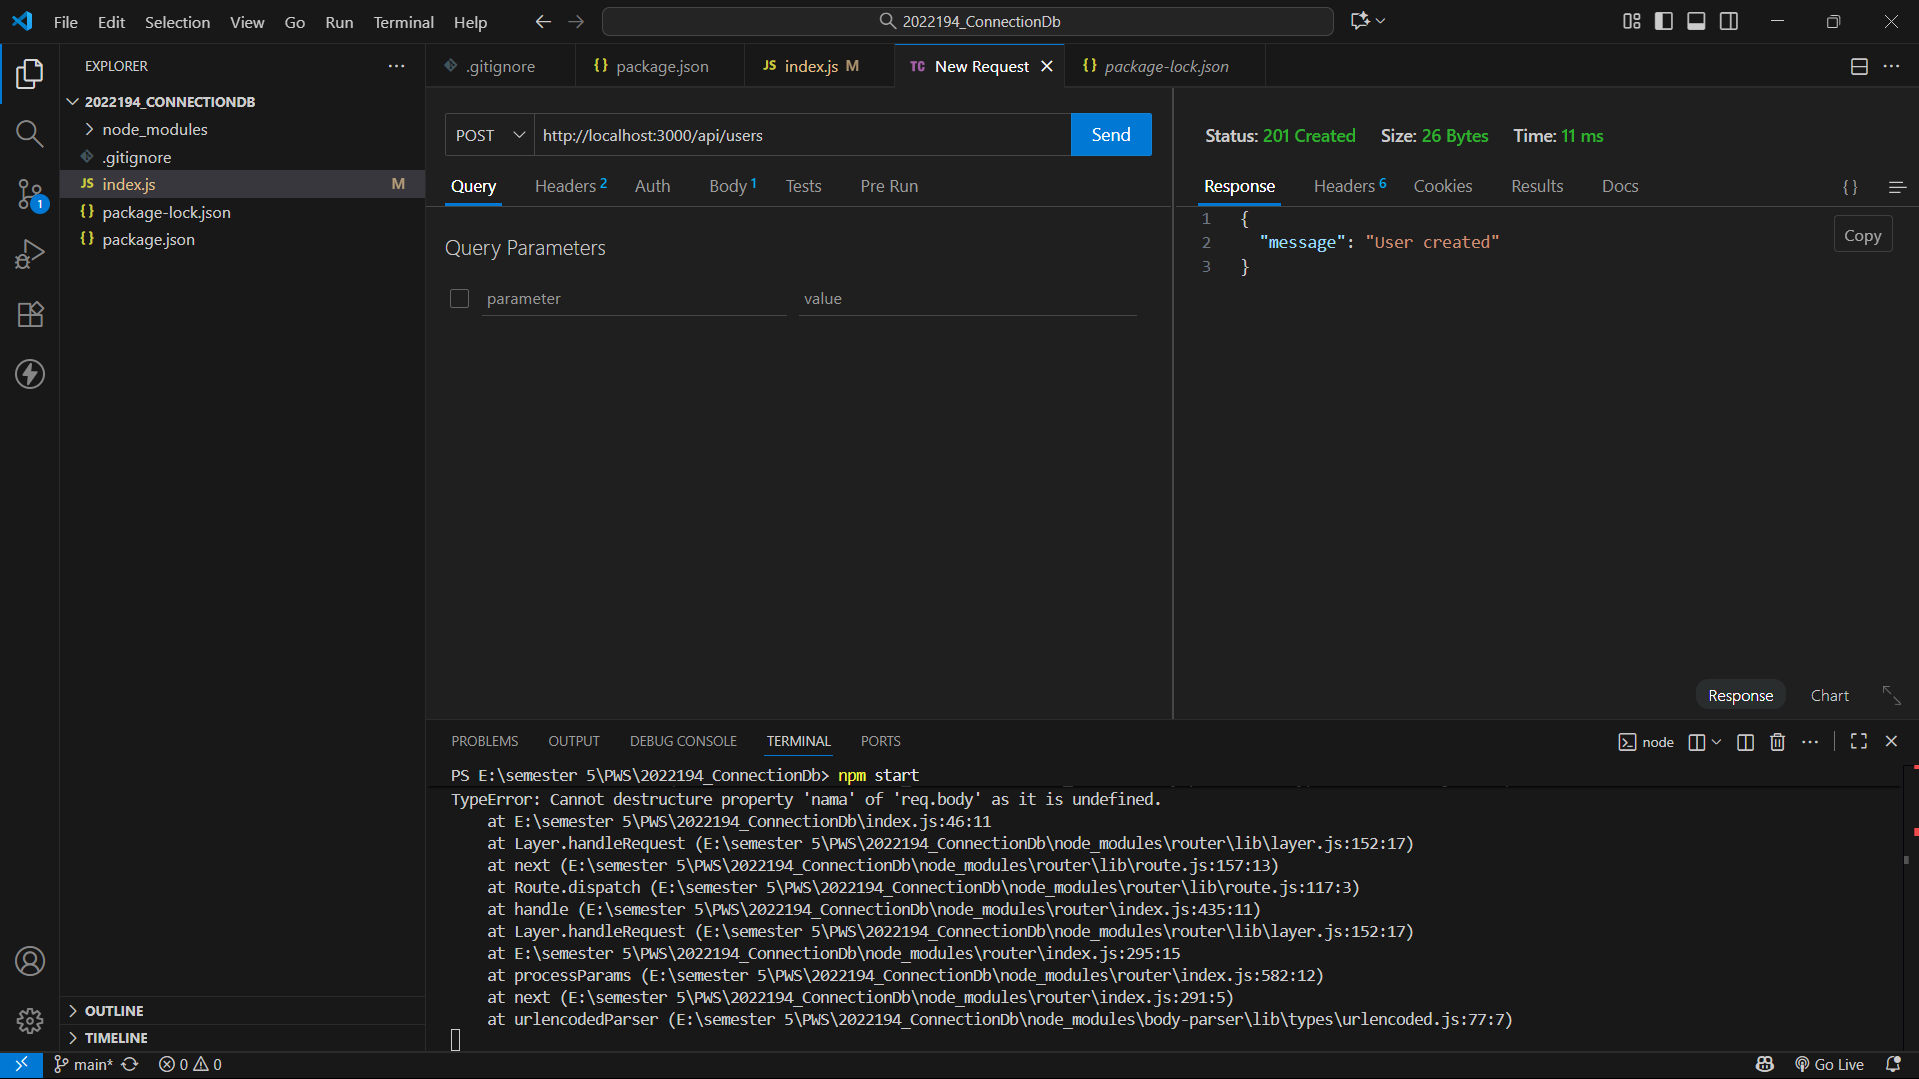 File Edit Selection View Go Run Terminal Help
2022194_ConnectionDb
EXPLORER
2022194_CONNECTIONDB
node_modules
.gitignore
JS index.js M
{} package-lock.json
{} package.json
1
OUTLINE
TIMELINE
.gitignore
{} package.json
JS index.js M
TC New Request
{} package-lock.json
POST
http://localhost:3000/api/users
Send
Query Headers 2 Auth Body 1 Tests Pre Run
Query Parameters
parameter value
Status: 201 Created Size: 26 Bytes Time: 11 ms
Response Headers 6 Cookies Results Docs {}
1 {
2 "message": "User created"
3 }
Copy
Response Chart
PROBLEMS OUTPUT DEBUG CONSOLE TERMINAL PORTS
node
PS E:\semester 5\PWS\2022194_ConnectionDb> npm start
TypeError: Cannot destructure property 'nama' of 'req.body' as it is undefined.
at E:\semester 5\PWS\2022194_ConnectionDb\index.js:46:11
at Layer.handleRequest (E:\semester 5\PWS\2022194_ConnectionDb\node_modules\router\lib\layer.js:152:17)
at next (E:\semester 5\PWS\2022194_ConnectionDb\node_modules\router\lib\route.js:157:13)
at Route.dispatch (E:\semester 5\PWS\2022194_ConnectionDb\node_modules\router\lib\route.js:117:3)
at handle (E:\semester 5\PWS\2022194_ConnectionDb\node_modules\router\index.js:435:11)
at Layer.handleRequest (E:\semester 5\PWS\2022194_ConnectionDb\node_modules\router\lib\layer.js:152:17)
at E:\semester 5\PWS\2022194_ConnectionDb\node_modules\router\index.js:295:15
at processParams (E:\semester 5\PWS\2022194_ConnectionDb\node_modules\router\index.js:582:12)
at next (E:\semester 5\PWS\2022194_ConnectionDb\node_modules\router\index.js:291:5)
at urlencodedParser (E:\semester 5\PWS\2022194_ConnectionDb\node_modules\body-parser\lib\types\urlencoded.js:77:7)
main* 0 0 Go Live